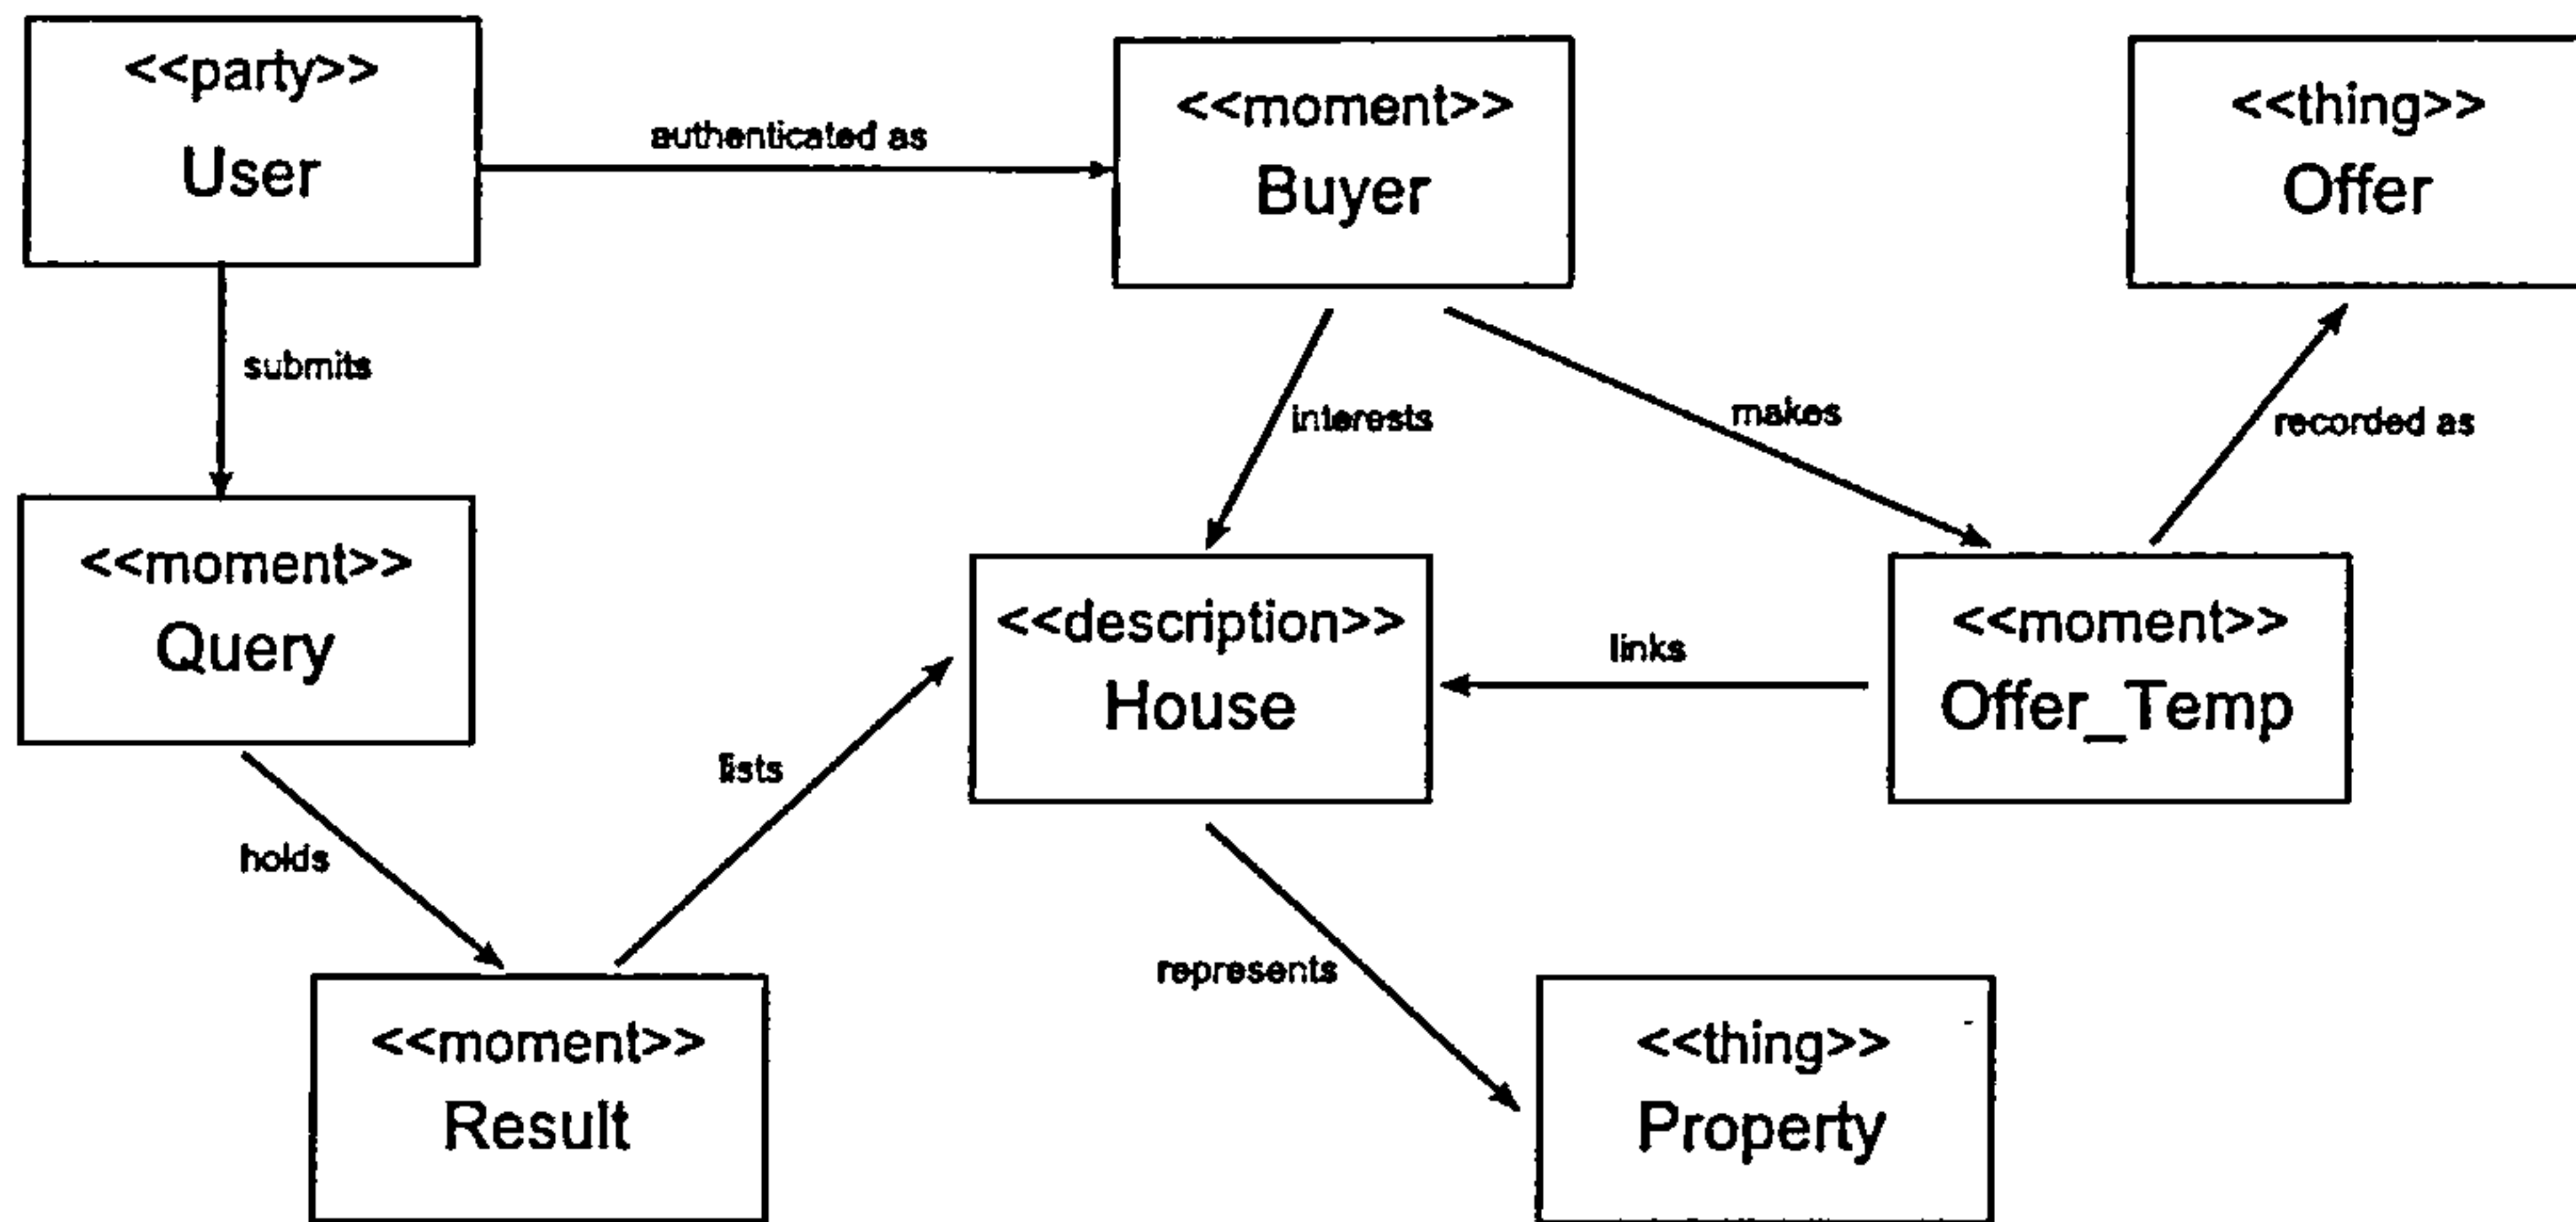 <<party>>
User
authenticated as
<<moment>>
Buyer
<<thing>>
Offer
submits
interests
makes
recorded as
<<moment>>
Query
<<description>>
House
links
<<moment>>
Offer_Temp
lists
holds
represents
<<moment>>
Result
<<thing>>
Property